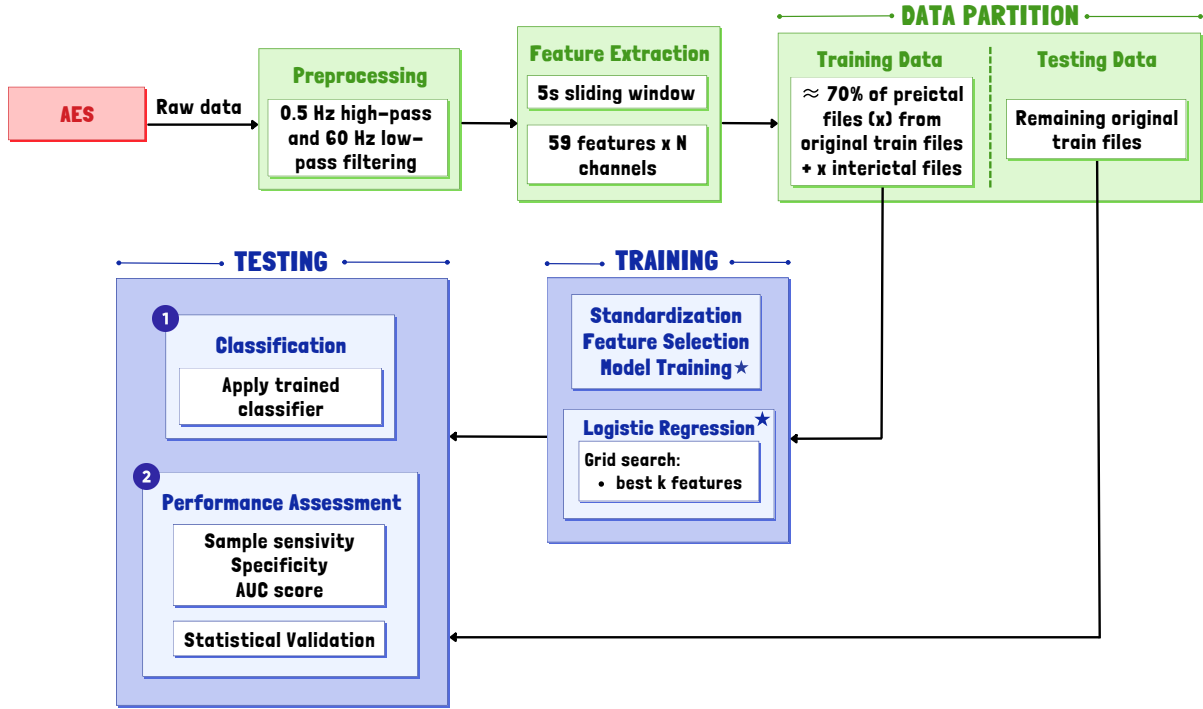 AES
Raw data
Preprocessing
0.5 Hz high-pass
and 60 Hz low-
pass filtering
Feature Extraction
5s sliding window
59 features x N
channels
DATA PARTITION
Training Data
≈ 70% of preictal
files (x) from
original train files
+ x interictal files
Testing Data
Remaining original
train files
TRAINING
Standardization
Feature Selection
Model Training★
Logistic Regression★
Grid search:
• best k features
TESTING
1
Classification
Apply trained
classifier
2
Performance Assessment
Sample sensivity
Specificity
AUC score
Statistical Validation